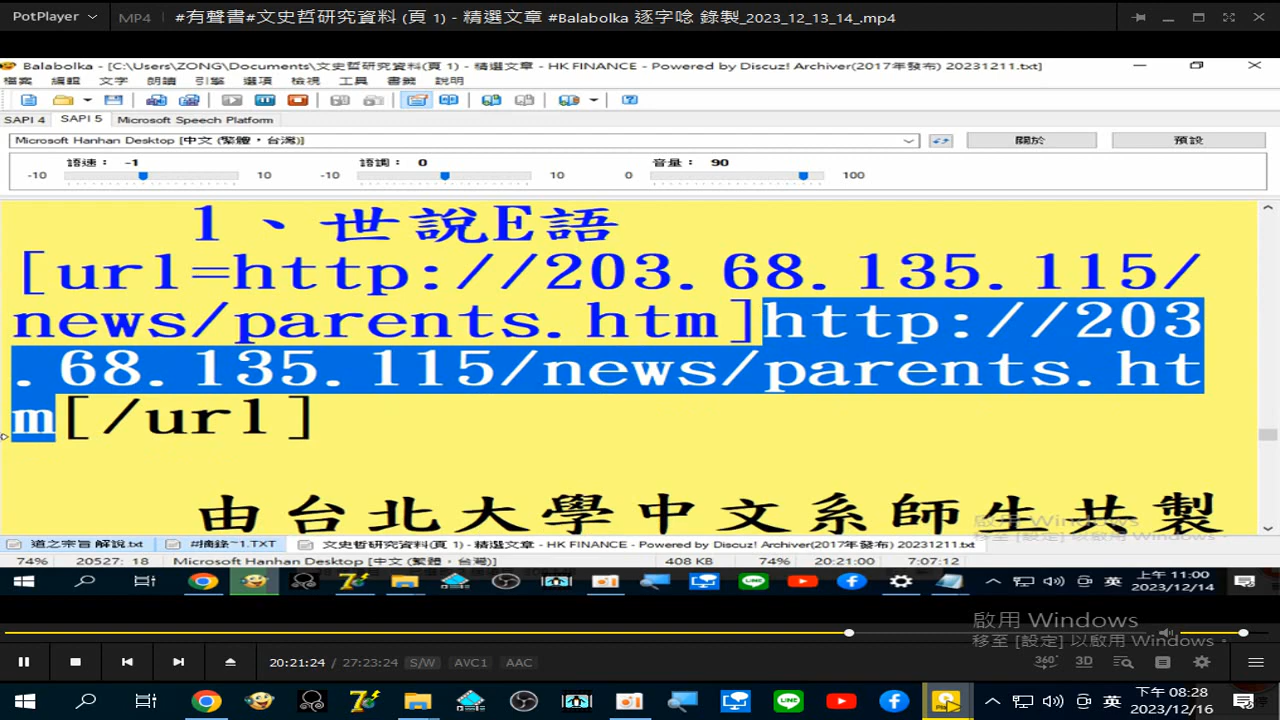 PotPlayer
MP4
#有聲書#文史哲研究資料 (頁 1) - 精選文章 #Balabolka 逐字唸 錄製_2023_12_13_14_.mp4
Balabolka - [C:\Users\ZONG\Documents\文史哲研究資料(頁 1) - 精選文章 - HK FINANCE - Powered by Discuz! Archiver(2017年發布) 20231211.txt]
檔案 編輯 文字 朗讀 引擎 選項 檢視 工具 書籤 說明
SAPI 4 SAPI 5 Microsoft Speech Platform
Microsoft Hanhan Desktop [中文 (繁體，台灣)]
關於 預設
語速： -1 語調： 0 音量： 90
-10 10 -10 10 0 100
1、世說E語
[url=http://203.68.135.115/
news/parents.htm]http://203
.68.135.115/news/parents.ht
m[/url]
由台北大學中文系師生共製
啟用 Windows
移至 [設定] 以啟用 Windows。
道之宗旨 解說.txt #摘錄~1.TXT 文史哲研究資料(頁 1) - 精選文章 - HK FINANCE - Powered by Discuz! Archiver(2017年發布) 20231211.txt
74% 20527: 18 Microsoft Hanhan Desktop [中文 (繁體，台灣)] 408 KB 74% 20:21:00 7:07:12
英
上午 11:00
2023/12/14
啟用 Windows
移至 [設定] 以啟用 Windows。
20:21:24 / 27:23:24 S/W AVC1 AAC
360° 3D
英
下午 08:28
2023/12/16